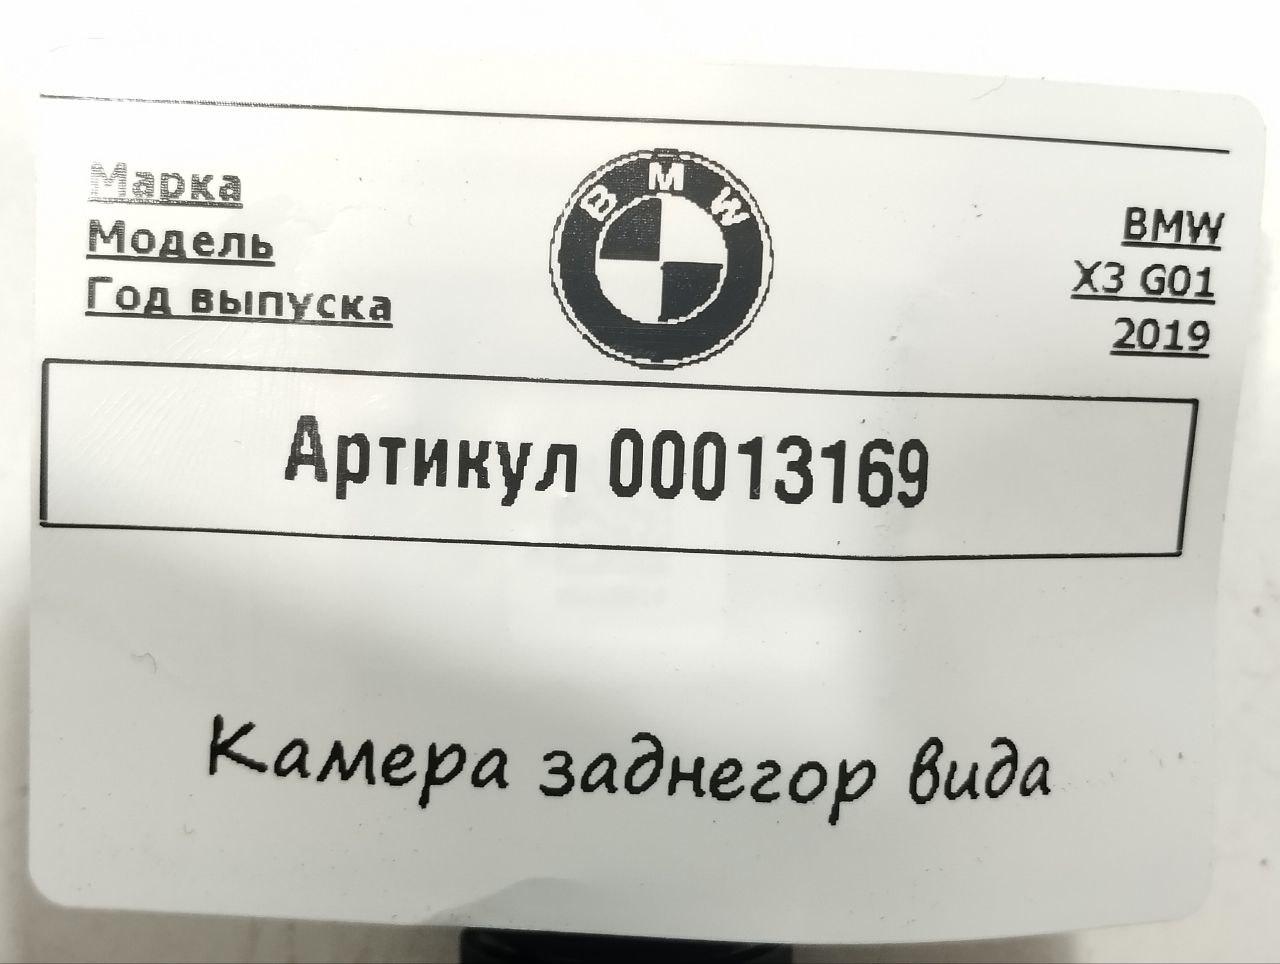 Марка BMW BMW
Модель X3 G01
Год выпуска 2019
Артикул 00013169
Камера заднегор вида